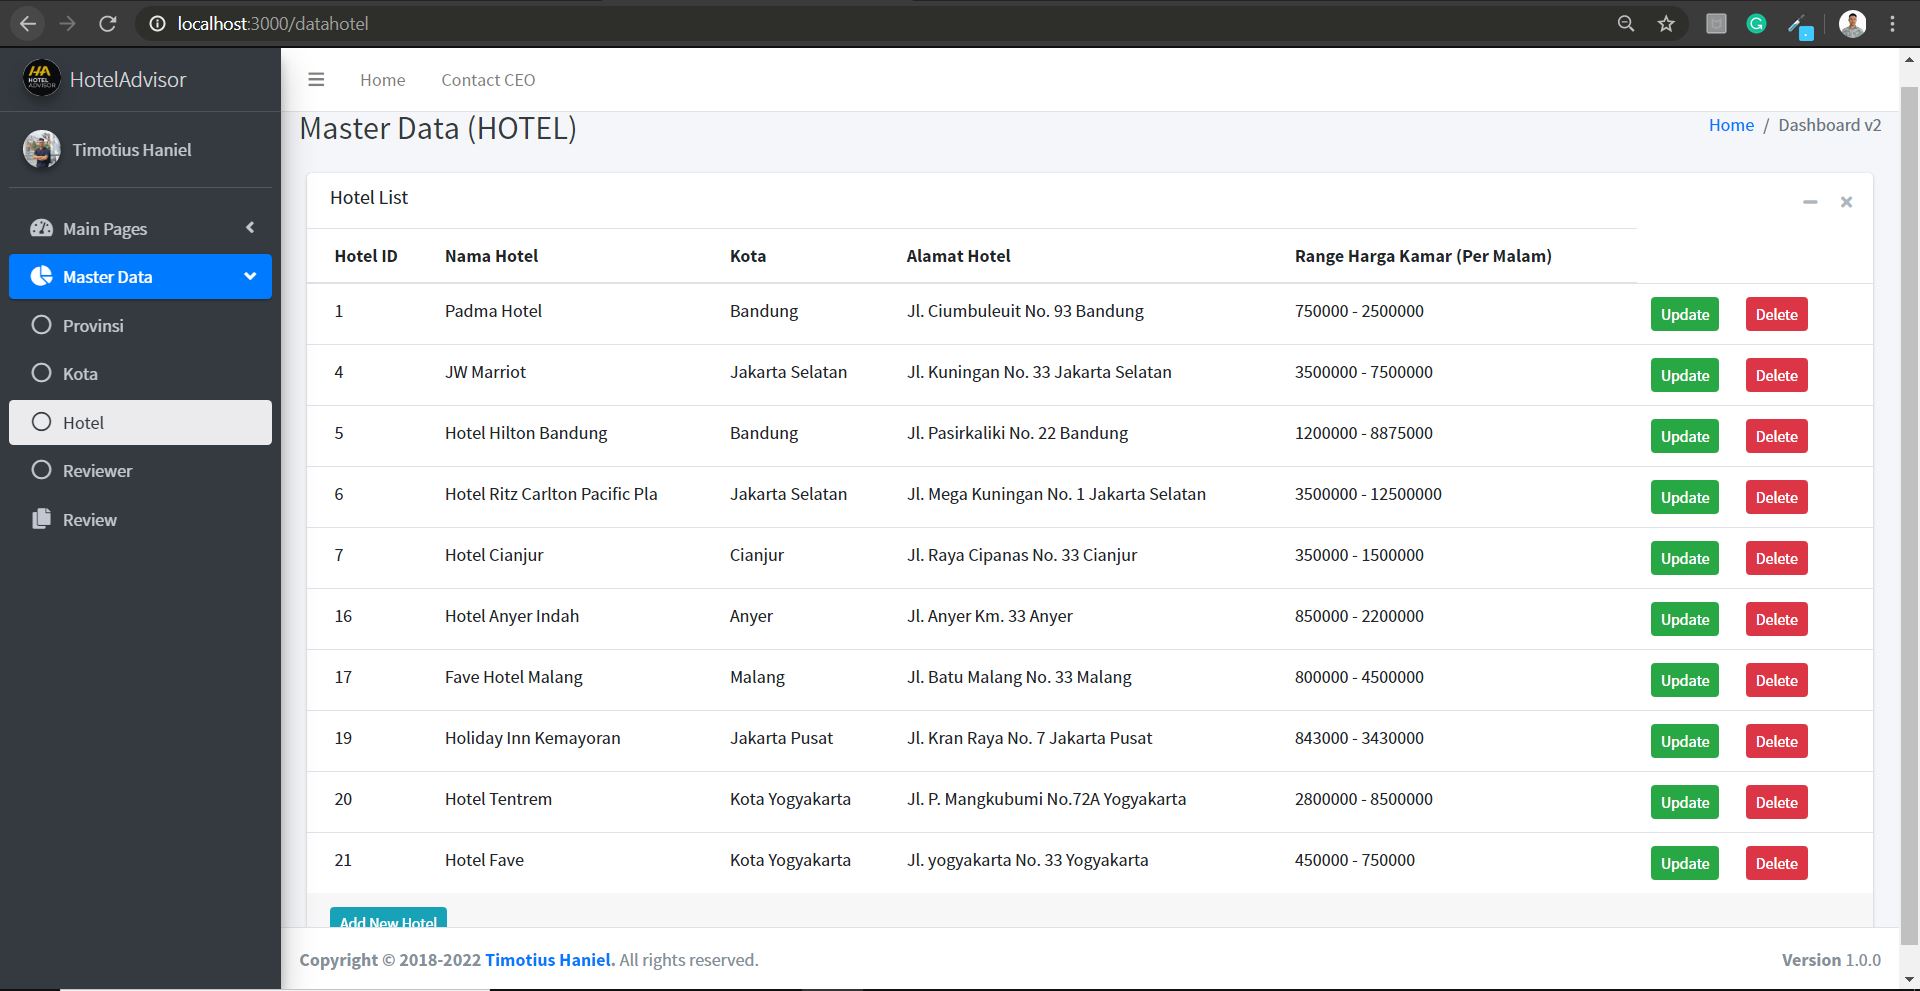 localhost:3000/datahotel
HA HOTEL ADVISOR HotelAdvisor
Home Contact CEO
Timotius Haniel
Main Pages
Master Data
Provinsi
Kota
Hotel
Reviewer
Review
Master Data (HOTEL)
Home / Dashboard v2
Hotel List
Hotel ID Nama Hotel Kota Alamat Hotel Range Harga Kamar (Per Malam)
1 Padma Hotel Bandung Jl. Ciumbuleuit No. 93 Bandung 750000 - 2500000 Update Delete
4 JW Marriot Jakarta Selatan Jl. Kuningan No. 33 Jakarta Selatan 3500000 - 7500000 Update Delete
5 Hotel Hilton Bandung Bandung Jl. Pasirkaliki No. 22 Bandung 1200000 - 8875000 Update Delete
6 Hotel Ritz Carlton Pacific Pla Jakarta Selatan Jl. Mega Kuningan No. 1 Jakarta Selatan 3500000 - 12500000 Update Delete
7 Hotel Cianjur Cianjur Jl. Raya Cipanas No. 33 Cianjur 350000 - 1500000 Update Delete
16 Hotel Anyer Indah Anyer Jl. Anyer Km. 33 Anyer 850000 - 2200000 Update Delete
17 Fave Hotel Malang Malang Jl. Batu Malang No. 33 Malang 800000 - 4500000 Update Delete
19 Holiday Inn Kemayoran Jakarta Pusat Jl. Kran Raya No. 7 Jakarta Pusat 843000 - 3430000 Update Delete
20 Hotel Tentrem Kota Yogyakarta Jl. P. Mangkubumi No.72A Yogyakarta 2800000 - 8500000 Update Delete
21 Hotel Fave Kota Yogyakarta Jl. yogyakarta No. 33 Yogyakarta 450000 - 750000 Update Delete
Add New Hotel
Copyright © 2018-2022 Timotius Haniel. All rights reserved.
Version 1.0.0